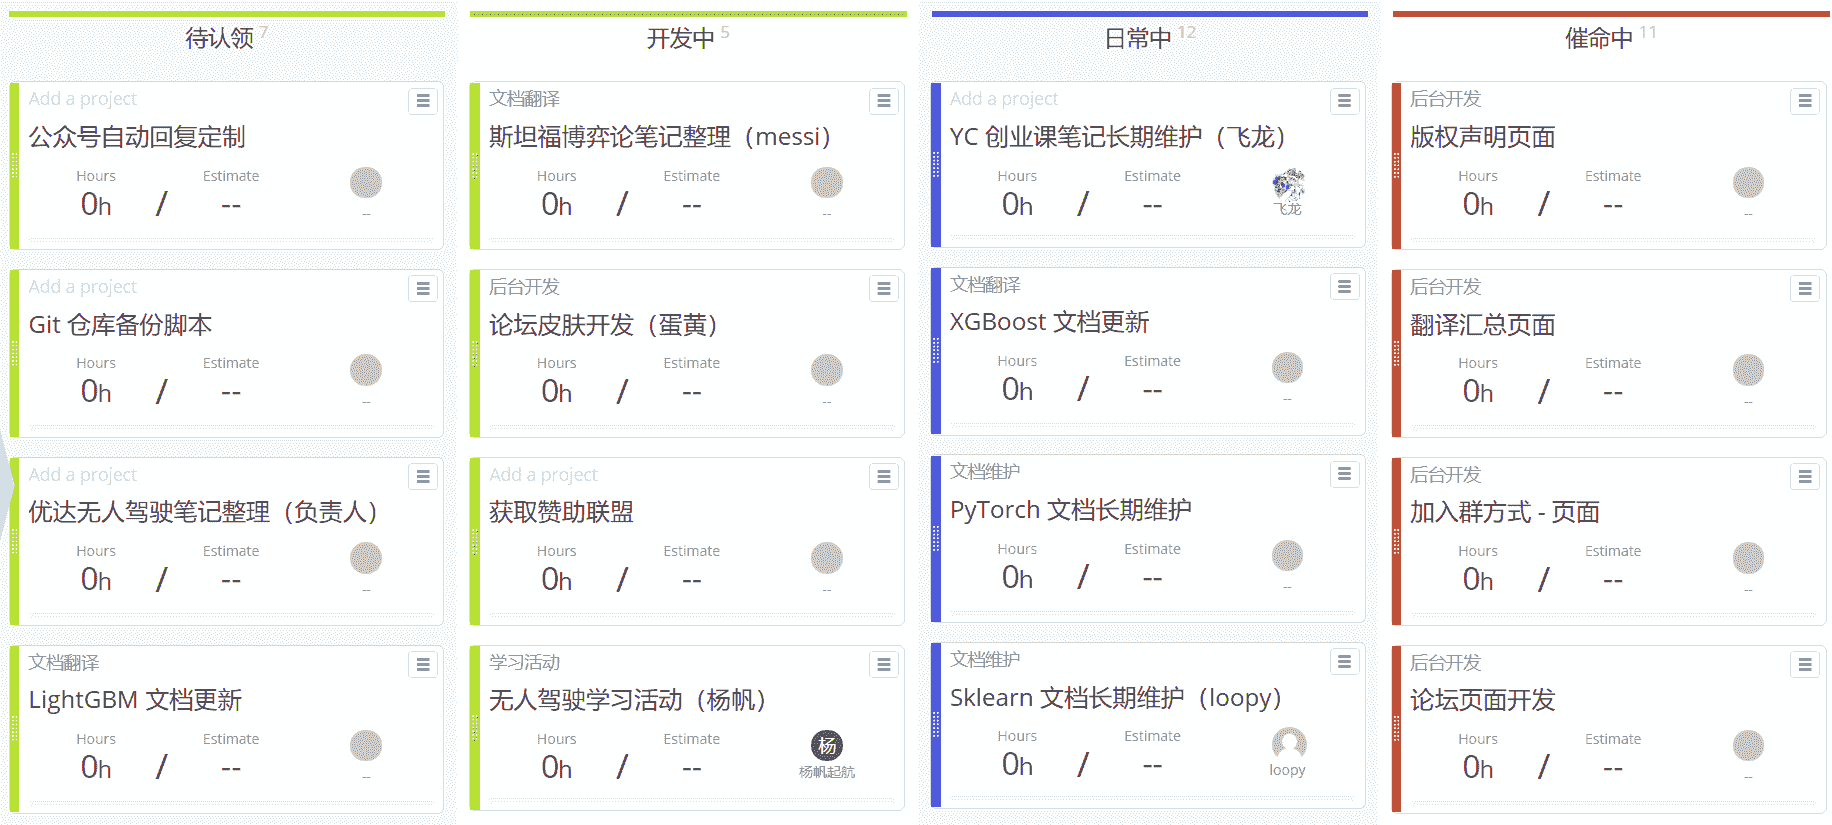 待认领 7
Add a project
公众号自动回复定制
Hours Estimate
0h / --
--
Add a project
Git 仓库备份脚本
Hours Estimate
0h / --
--
Add a project
优达无人驾驶笔记整理（负责人）
Hours Estimate
0h / --
--
文档翻译
LightGBM 文档更新
Hours Estimate
0h / --
--
开发中 5
文档翻译
斯坦福博弈论笔记整理（messi）
Hours Estimate
0h / --
--
后台开发
论坛皮肤开发（蛋黄）
Hours Estimate
0h / --
--
Add a project
获取赞助联盟
Hours Estimate
0h / --
--
学习活动
无人驾驶学习活动（杨帆）
Hours Estimate
杨
0h / --
杨帆起航
日常中 12
Add a project
YC 创业课笔记长期维护（飞龙）
Hours Estimate
0h / --
飞龙
文档翻译
XGBoost 文档更新
Hours Estimate
0h / --
--
文档维护
PyTorch 文档长期维护
Hours Estimate
0h / --
--
文档维护
Sklearn 文档长期维护（loopy）
Hours Estimate
0h / --
loopy
催命中 11
后台开发
版权声明页面
Hours Estimate
0h / --
--
后台开发
翻译汇总页面
Hours Estimate
0h / --
--
后台开发
加入群方式 - 页面
Hours Estimate
0h / --
--
后台开发
论坛页面开发
Hours Estimate
0h / --
--